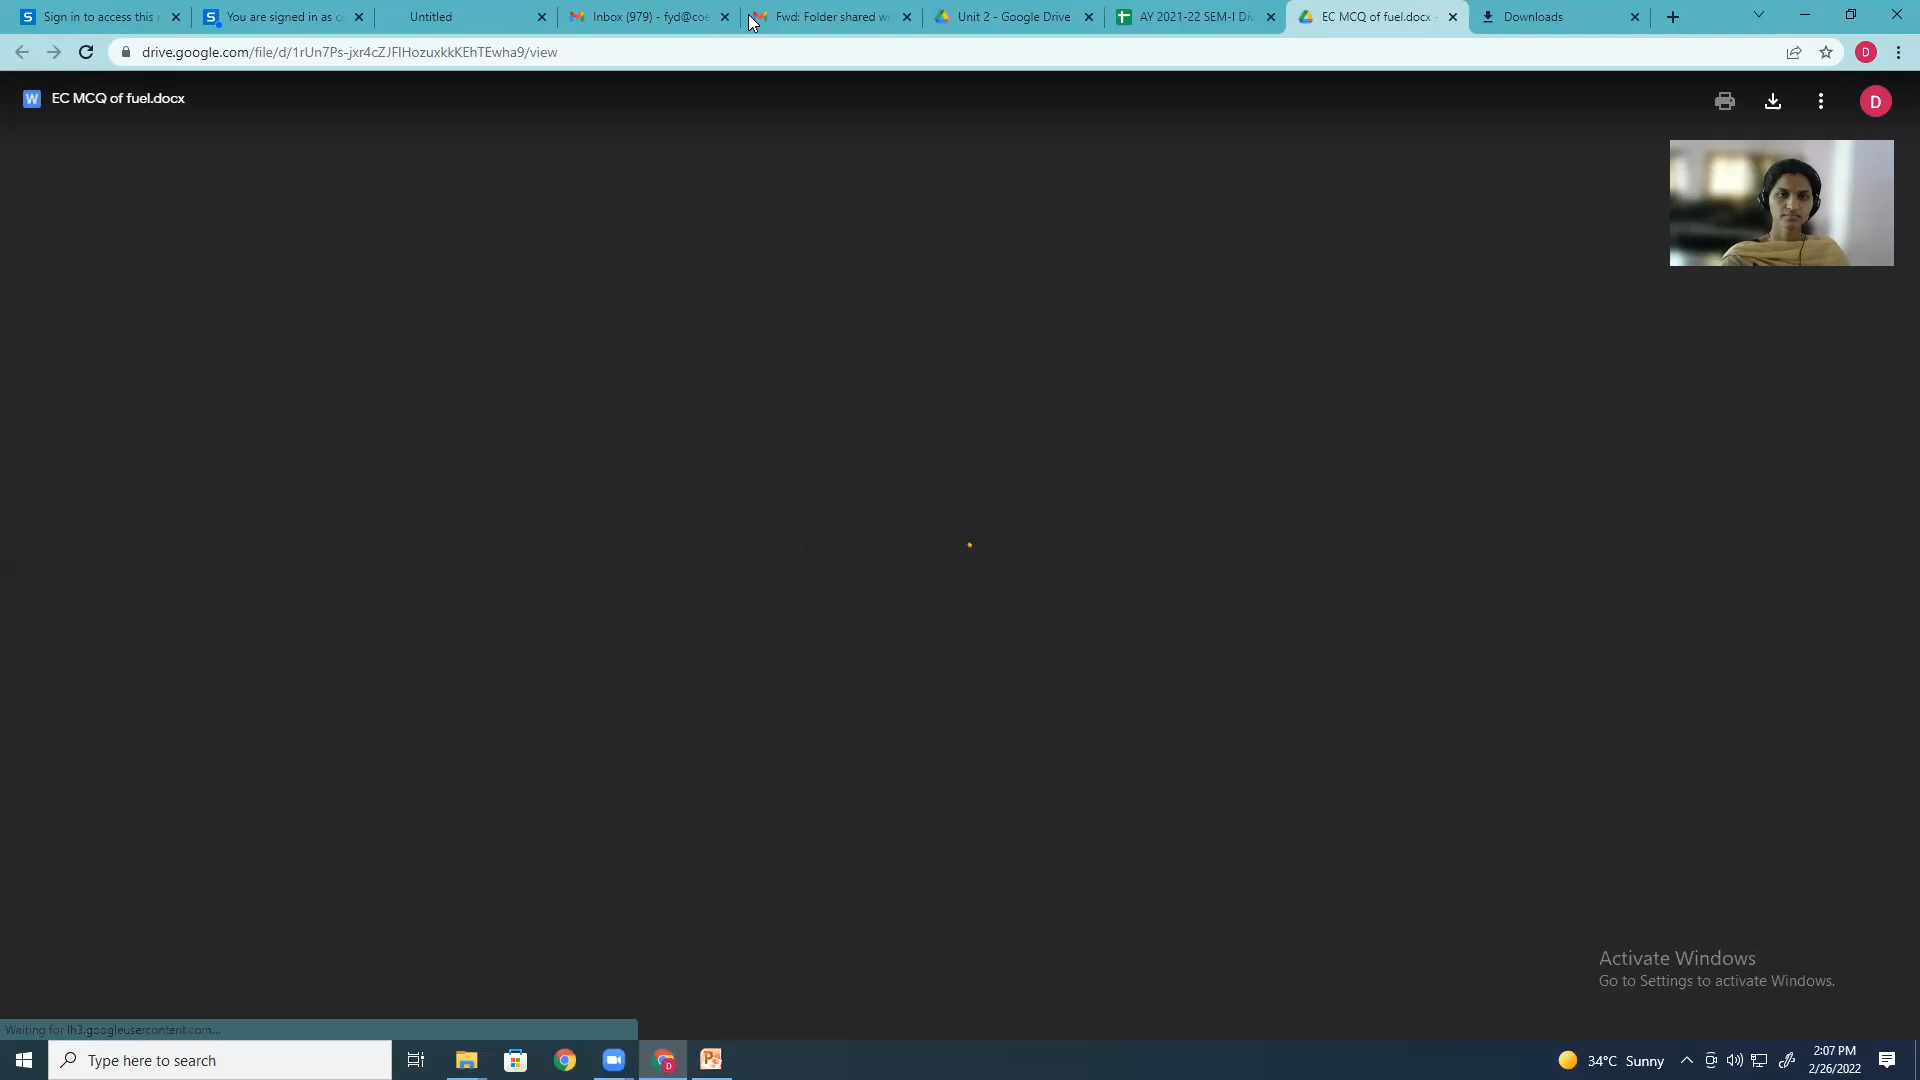 Sign in to access this
You are signed in as c
Untitled
Inbox (979) - fyd@coe
Fwd: Folder shared w
Unit 2 - Google Drive
AY 2021-22 SEM-I Div
EC MCQ of fuel.docx
Downloads
drive.google.com/file/d/1rUn7Ps-jxr4cZJFIHozuxkkKEhTEwha9/view
D
W
EC MCQ of fuel.docx
D
Activate Windows
Go to Settings to activate Windows.
Waiting for lh3.googleusercontent.com...
Type here to search
34°C Sunny
2:07 PM
2/26/2022